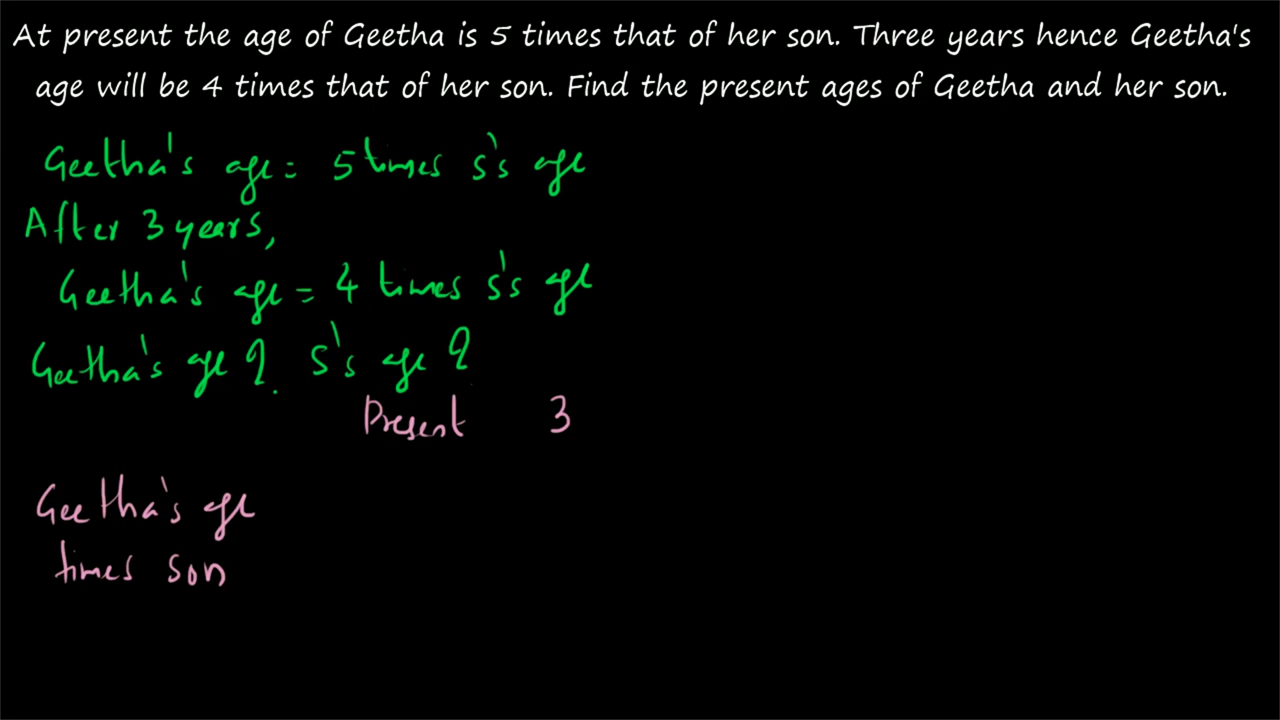 At present the age of Geetha is 5 times that of her son. Three years hence Geetha's
age will be 4 times that of her son. Find the present ages of Geetha and her son.
Geetha's age = 5 times s's age
After 3 years,
Geetha's age = 4 times s's age
Geetha's age ? s's age ?
Present 3
Geetha's age
times son